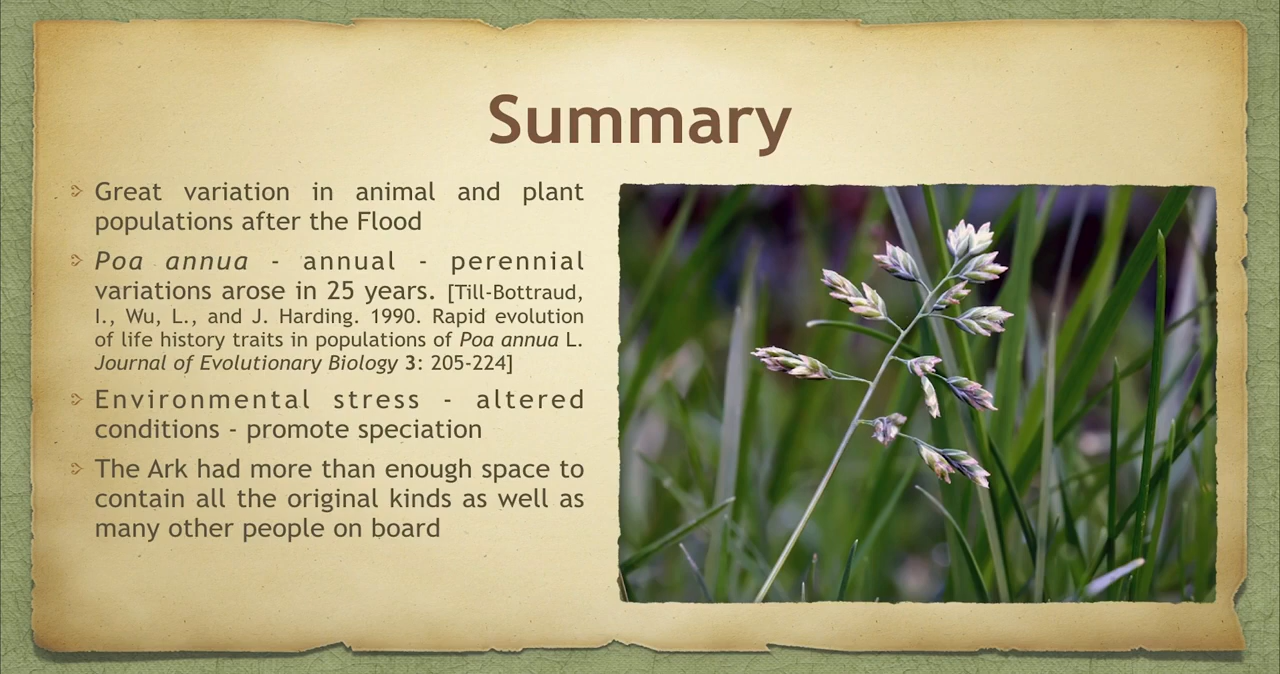 Summary
Great variation in animal and plant
populations after the Flood
Poa annua - annual - perennial
variations arose in 25 years. [Till-Bottraud,
I., Wu, L., and J. Harding. 1990. Rapid evolution
of life history traits in populations of Poa annua L.
Journal of Evolutionary Biology 3: 205-224]
Environmental stress - altered
conditions - promote speciation
The Ark had more than enough space to
contain all the original kinds as well as
many other people on board